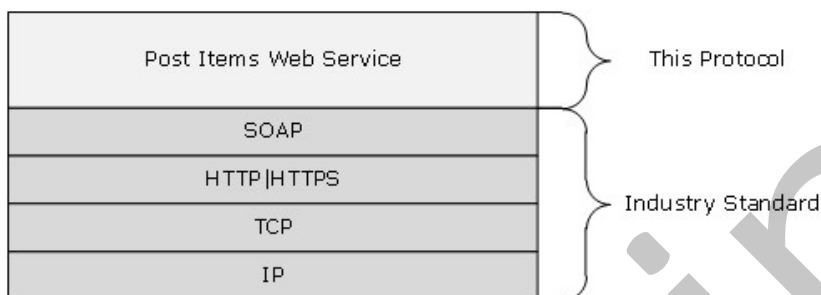 Post Items Web Service
This Protocol
SOAP
HTTP|HTTPS
Industry Standard
TCP
IP